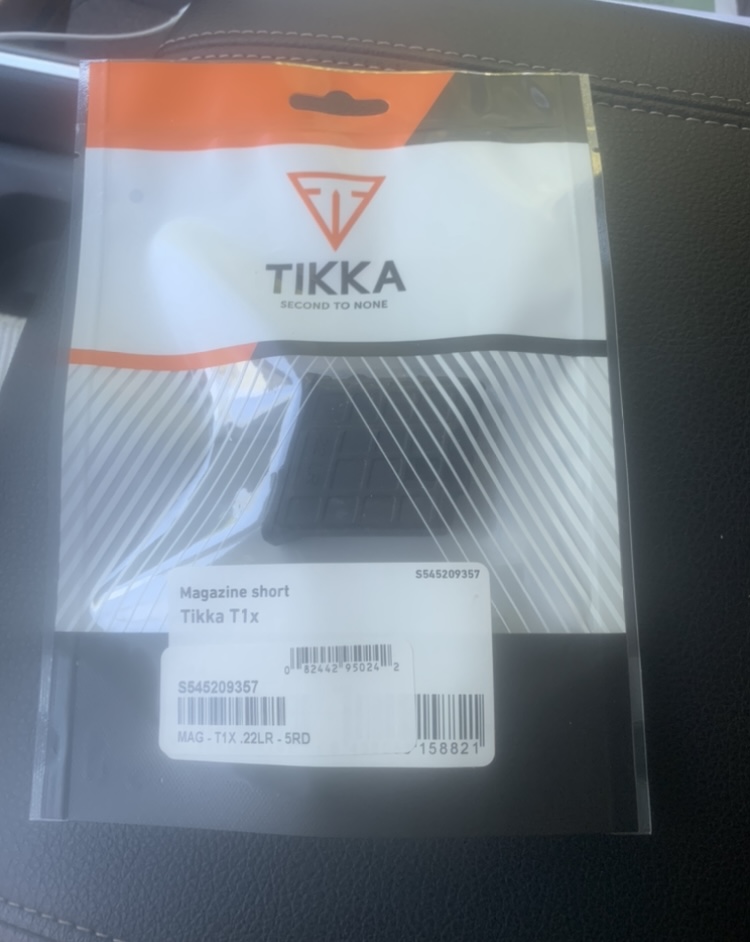 TIKKA
SECOND TO NONE
S545209357
Magazine short
Tikka T1x
0 82442 95024 2
S545209357
MAG - T1X .22LR - 5RD
158821